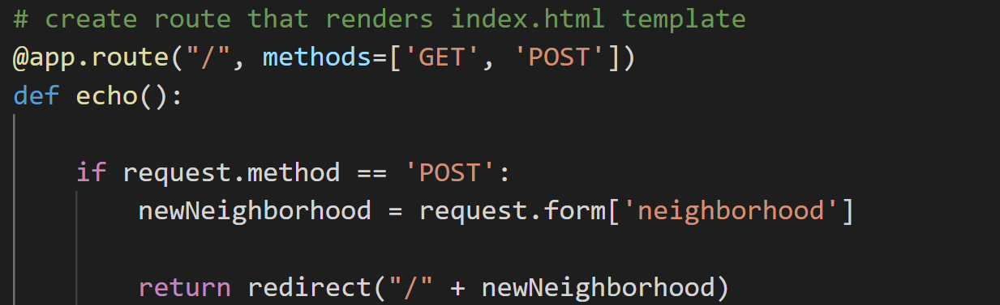 # create route that renders index.html template
@app.route("/", methods=['GET', 'POST'])
def echo():
if request.method == 'POST':
newNeighborhood = request.form['neighborhood']
return redirect("/" + newNeighborhood)